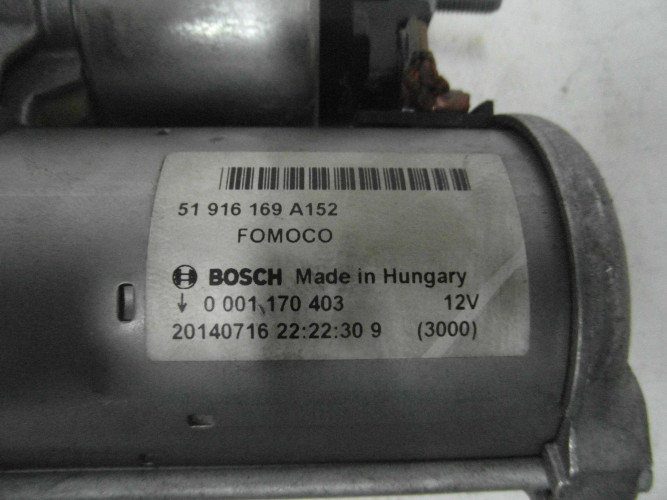 51 916 169 A152
FOMOCO
BOSCH Made in Hungary
↓ 0 001 170 403 12V
20140716 22:22:30 9 (3000)